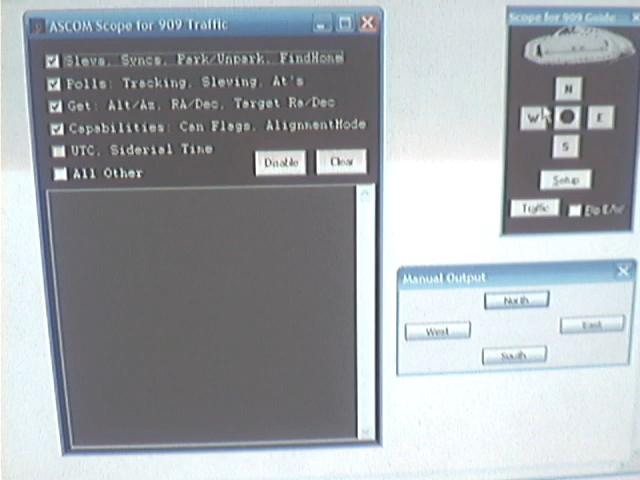 ASCOM Scope for 909 Traffic
Slews, Syncs, Park/Unpark, FindHome
Polls: Tracking, Slewing, At's
Get: Alt/Az, RA/Dec, Target Ra/Dec
Capabilities: Can Flags, AlignmentMode
UTC, Siderial Time
All Other
Disable
Clear
Scope for 909 Guide
N
W
E
S
Setup
Traffic
Manual Output
North
West
East
South